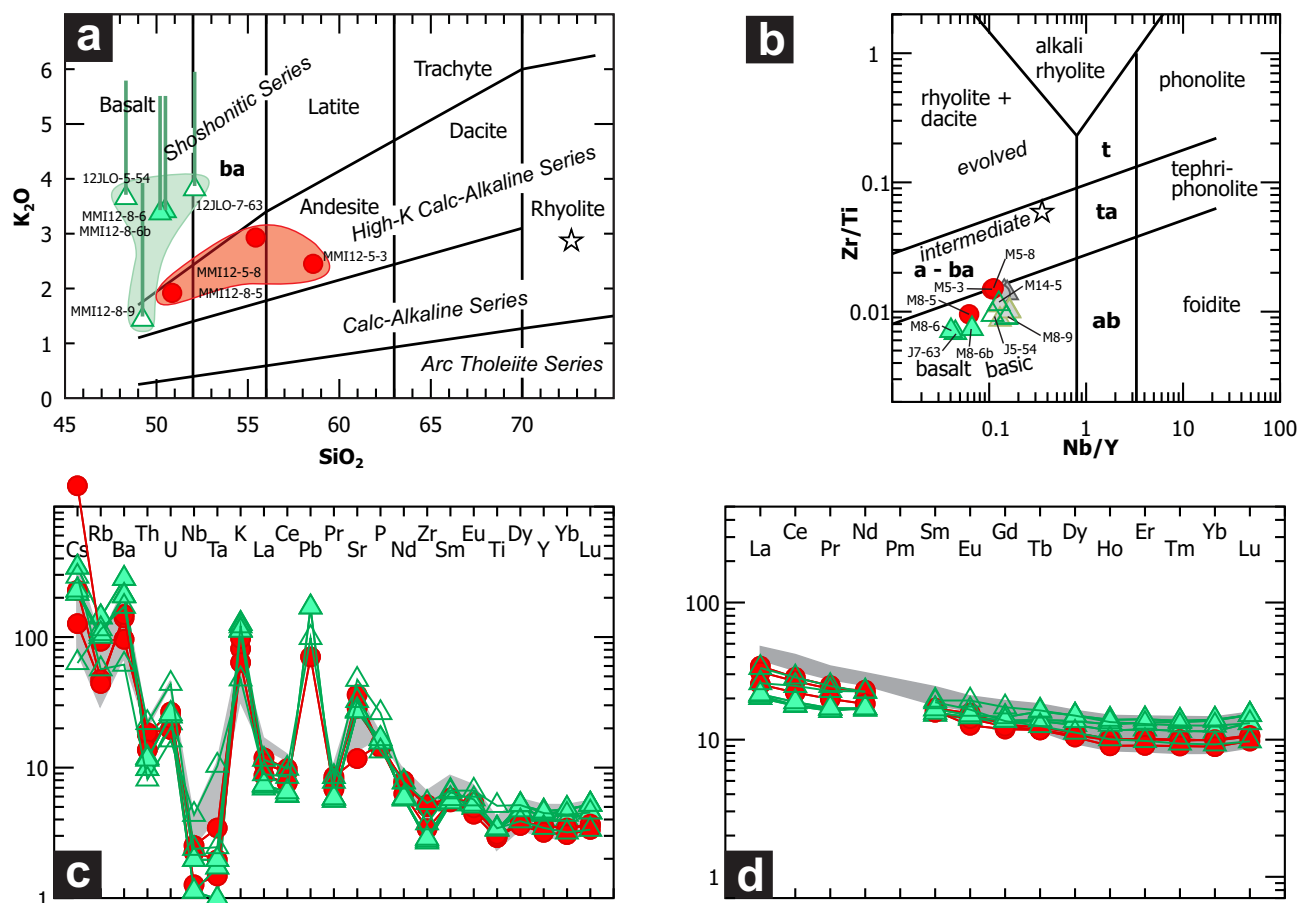 a
K₂O
6
5
4
3
2
1
0
45
50
55
60
65
70
SiO₂
Basalt
Shoshonitic Series
Latite
Trachyte
Dacite
ba
Andesite
High-K Calc-Alkaline Series
Rhyolite
Calc-Alkaline Series
Arc Tholeiite Series
12JLO-5-54
MMI12-8-6
MMI12-8-6b
12JLO-7-63
MMI12-5-3
MMI12-5-8
MMI12-8-5
MMI12-8-9
b
Zr/Ti
1
0.1
0.01
0.1
1
10
100
Nb/Y
alkali
rhyolite
phonolite
rhyolite +
dacite
evolved
t
tephri-
phonolite
intermediate
ta
a - ba
M5-8
M5-3
M14-5
M8-5
foidite
ab
M8-6
M8-9
J7-63
M8-6b
J5-54
basalt
basic
c
100
10
1
Cs
Rb
Ba
Th
U
Nb
Ta
K
La
Ce
Pb
Pr
Sr
P
Nd
Zr
Sm
Eu
Ti
Dy
Y
Yb
Lu
d
100
10
1
La
Ce
Pr
Nd
Pm
Sm
Eu
Gd
Tb
Dy
Ho
Er
Tm
Yb
Lu